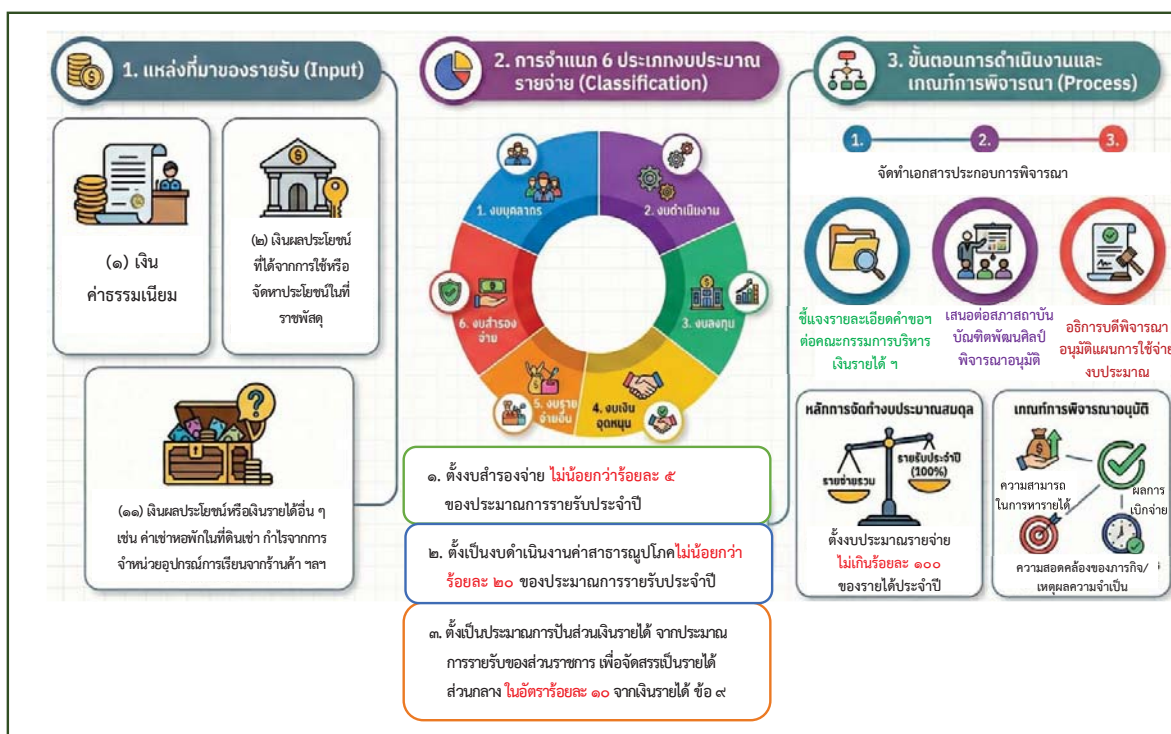 1. แหล่งที่มาของรายรับ (Input)
(๑) เงิน
ค่าธรรมเนียม
(๒) เงินผลประโยชน์
ที่ได้จากการใช้หรือ
จัดหาประโยชน์ในที่
ราชพัสดุ
(๑๑) เงินผลประโยชน์หรือเงินรายได้อื่น ๆ
เช่น ค่าเช่าหอพักในที่ดินเช่า กำไรจากการ
จำหน่วยอุปกรณ์การเรียนจากร้านค้า ฯลฯ
2. การจำแนก 6 ประเภทงบประมาณ
รายจ่าย (Classification)
1. งบบุคลากร
2. งบดำเนินงาน
3. งบลงทุน
4. งบเงิน
อุดหนุน
5. งบราย
จ่ายอื่น
6. งบสำรอง
จ่าย
๑. ตั้งงบสำรองจ่าย ไม่น้อยกว่าร้อยละ ๕
ของประมาณการรายรับประจำปี
๒. ตั้งเป็นงบดำเนินงานค่าสาธารณูปโภคไม่น้อยกว่า
ร้อยละ ๒๐ ของประมาณการรายรับประจำปี
๓. ตั้งเป็นประมาณการปันส่วนเงินรายได้ จากประมาณ
การรายรับของส่วนราชการ เพื่อจัดสรรเป็นรายได้
ส่วนกลาง ในอัตราร้อยละ ๑๐ จากเงินรายได้ ข้อ ๙
3. ขั้นตอนการดำเนินงานและ
เกณฑ์การพิจารณา (Process)
1. 2. 3.
จัดทำเอกสารประกอบการพิจารณา
ชี้แจงรายละเอียดคำขอฯ
ต่อคณะกรรมการบริหาร
เงินรายได้ ฯ
เสนอต่อสภาสถาบัน
บัณฑิตพัฒนศิลป์
พิจารณาอนุมัติ
อธิการบดีพิจารณา
อนุมัติแผนการใช้จ่าย
งบประมาณ
หลักการจัดทำงบประมาณสมดุล
รายจ่ายรวม
รายรับประจำปี
(100%)
ตั้งงบประมาณรายจ่าย
ไม่เกินร้อยละ ๑๐๐
ของรายได้ประจำปี
เกณฑ์การพิจารณาอนุมัติ
ความสามารถ
ในการหารายได้
ผลการ
เบิกจ่าย
ความสอดคล้องของภารกิจ/
เหตุผลความจำเป็น